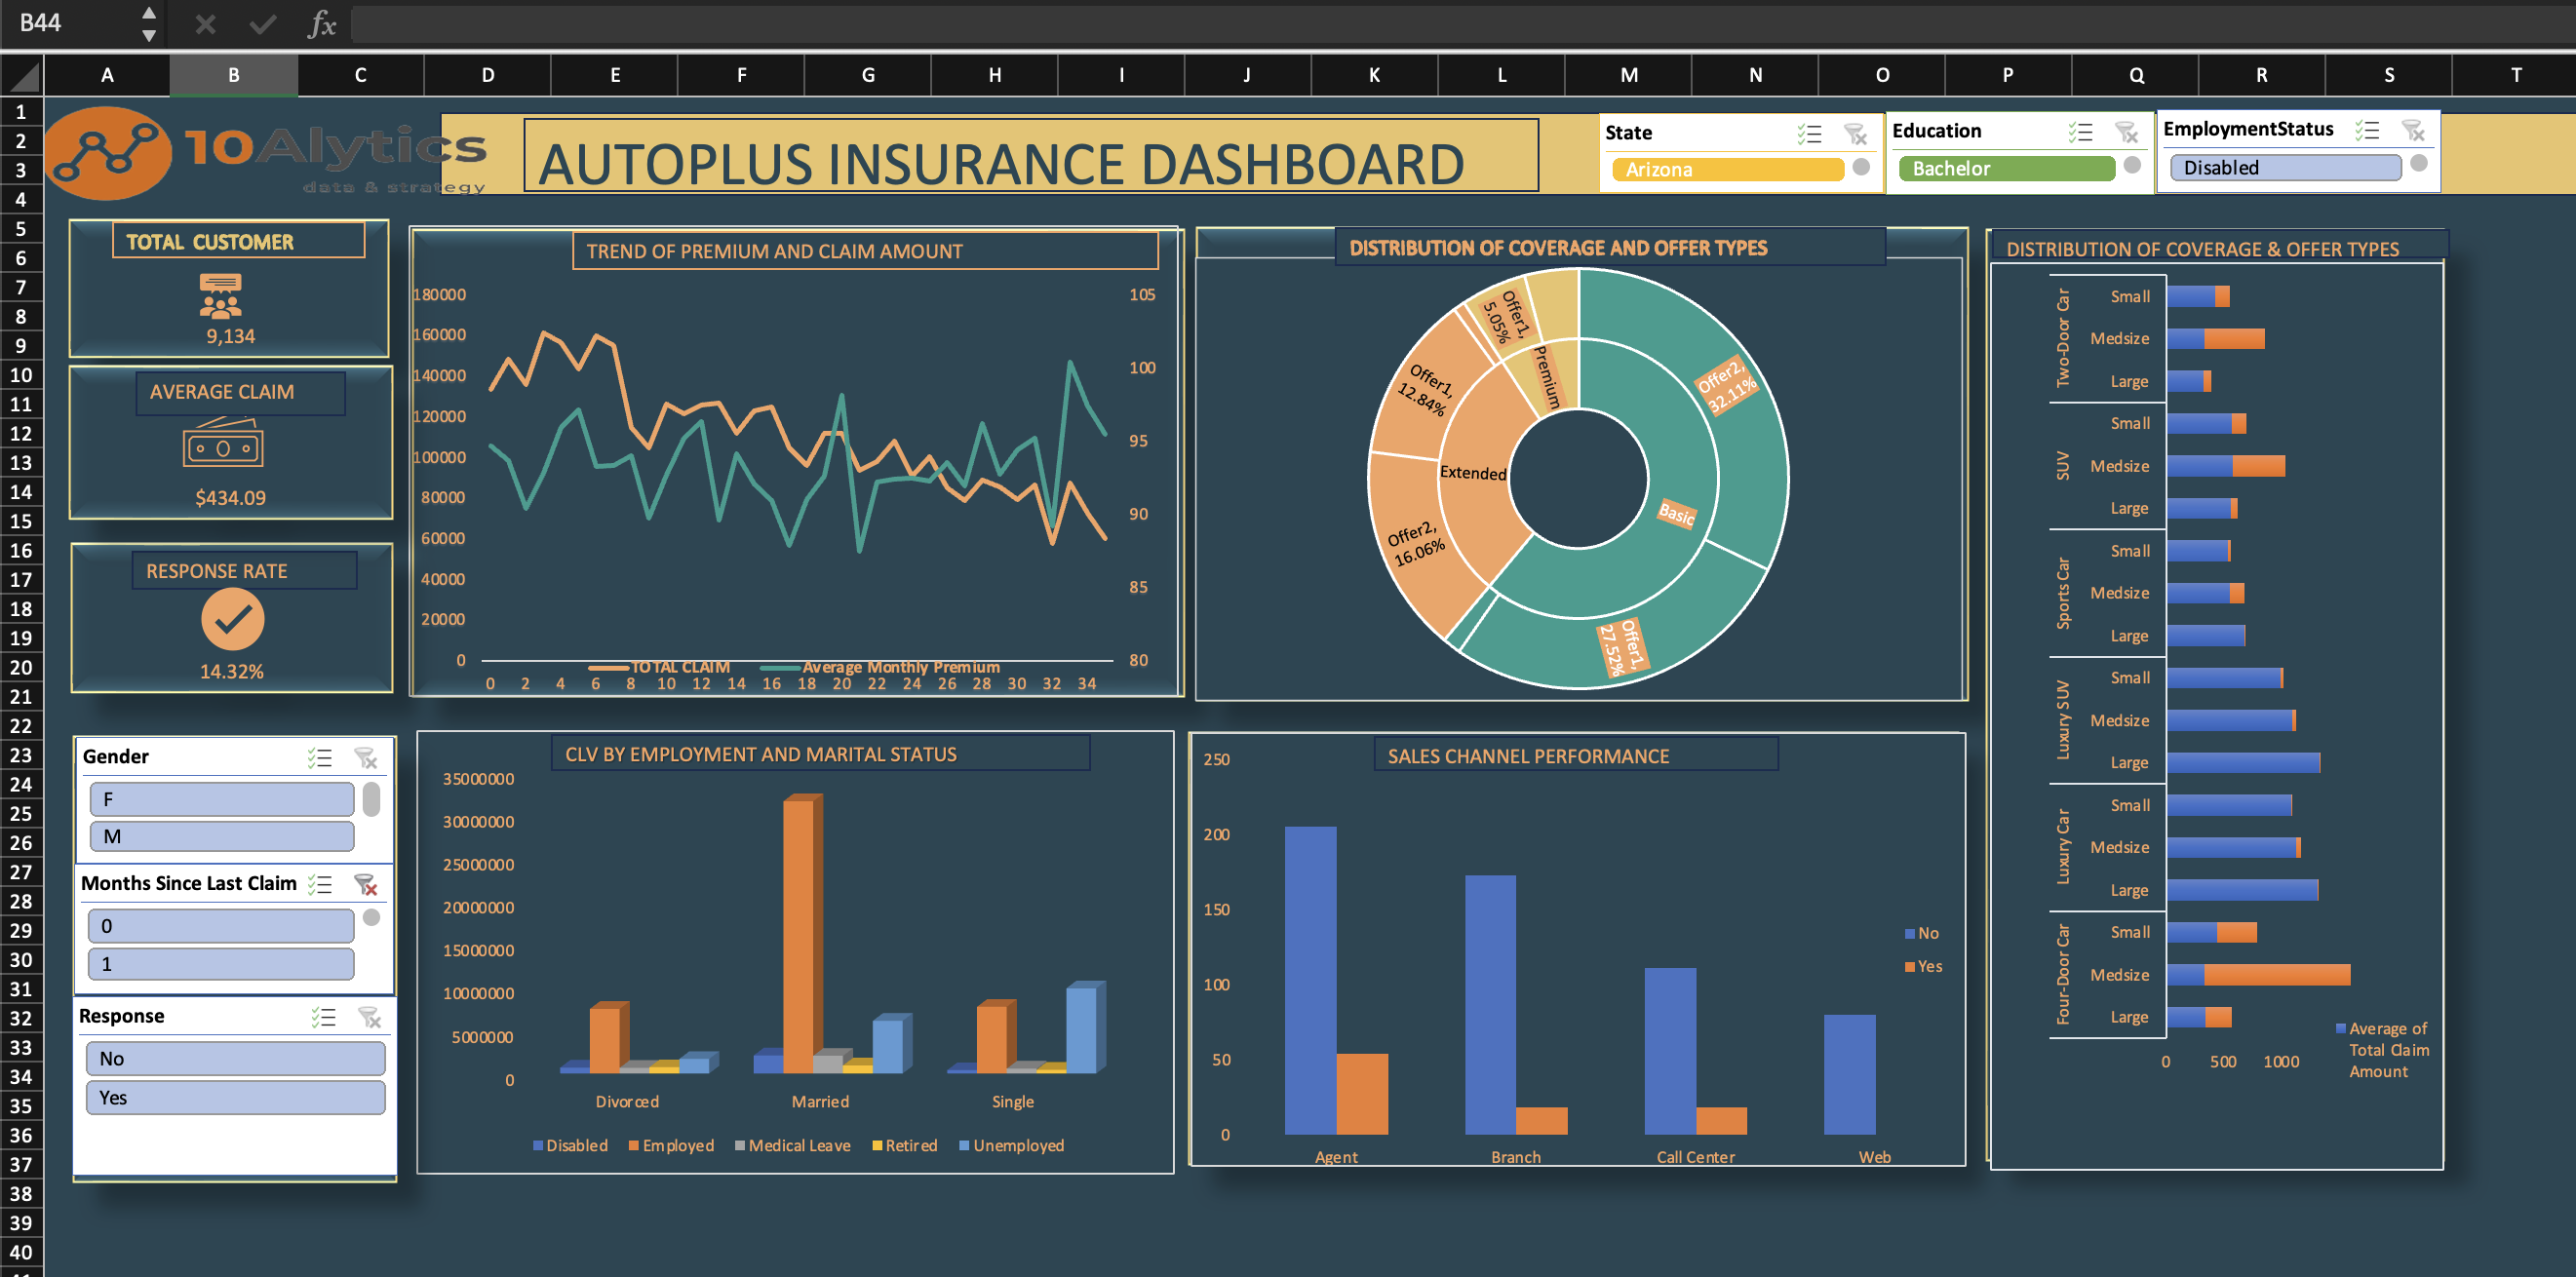 B44
fx
A B C D E F G H I J K L M N O P Q R S T
1
2
3
4
5
6
7
8
9
10
11
12
13
14
15
16
17
18
19
20
21
22
23
24
25
26
27
28
29
30
31
32
33
34
35
36
37
38
39
40
10Alytics
data & strategy
AUTOPLUS INSURANCE DASHBOARD
State
Arizona
Education
Bachelor
EmploymentStatus
Disabled
TOTAL CUSTOMER
9,134
AVERAGE CLAIM
$434.09
RESPONSE RATE
14.32%
TREND OF PREMIUM AND CLAIM AMOUNT
180000
160000
140000
120000
100000
80000
60000
40000
20000
0
105
100
95
90
85
80
TOTAL CLAIM
Average Monthly Premium
0 2 4 6 8 10 12 14 16 18 20 22 24 26 28 30 32 34
DISTRIBUTION OF COVERAGE AND OFFER TYPES
Offer1,
5.05%
Premium
Offer2,
32.11%
Offer1,
12.84%
Extended
Basic
Offer2,
16.06%
Offer1,
27.52%
DISTRIBUTION OF COVERAGE & OFFER TYPES
Two-Door Car
Small
Medsize
Large
SUV
Small
Medsize
Large
Sports Car
Small
Medsize
Large
Luxury SUV
Small
Medsize
Large
Luxury Car
Small
Medsize
Large
Four-Door Car
Small
Medsize
Large
0 500 1000
Average of
Total Claim
Amount
Gender
F
M
Months Since Last Claim
0
1
Response
No
Yes
CLV BY EMPLOYMENT AND MARITAL STATUS
35000000
30000000
25000000
20000000
15000000
10000000
5000000
0
Divorced Married Single
Disabled Employed Medical Leave Retired Unemployed
SALES CHANNEL PERFORMANCE
250
200
150
100
50
0
No
Yes
Agent Branch Call Center Web